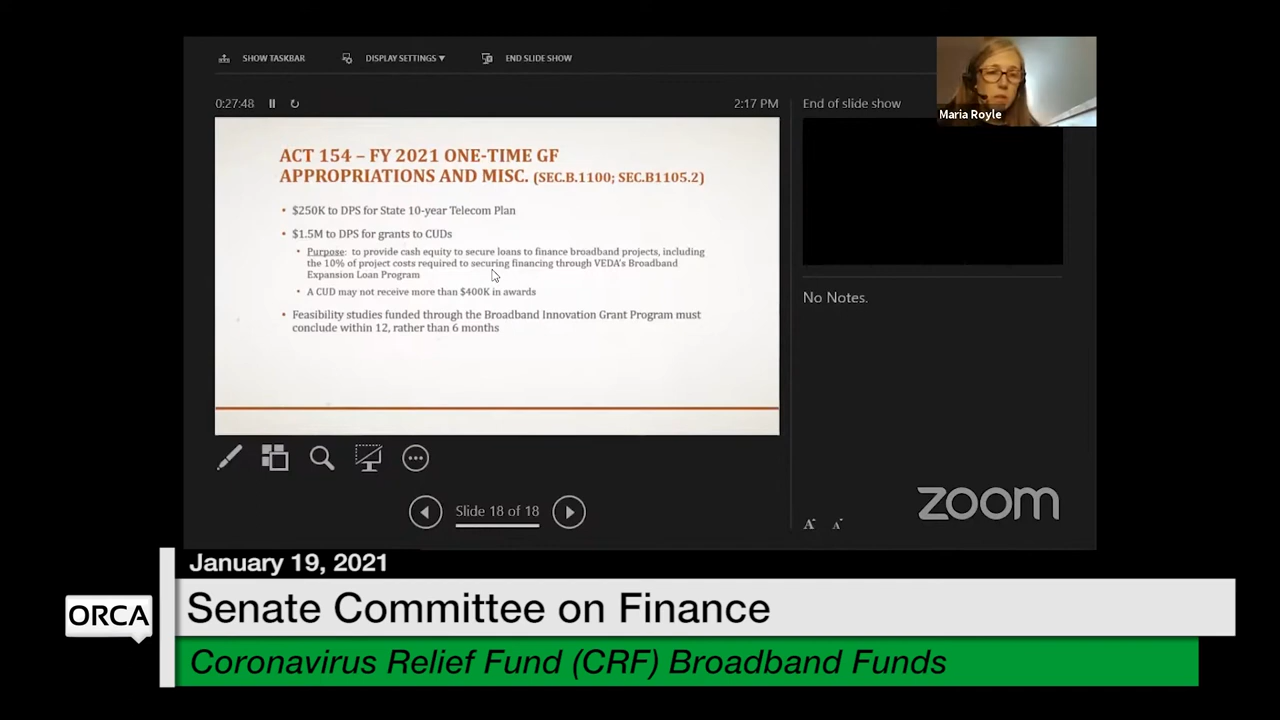 SHOW TASKBAR
DISPLAY SETTINGS ▾
END SLIDE SHOW
0:27:48
2:17 PM
End of slide show
Maria Royle
ACT 154 – FY 2021 ONE-TIME GF
APPROPRIATIONS AND MISC. (SEC.B.1100; SEC.B1105.2)
• $250K to DPS for State 10-year Telecom Plan
• $1.5M to DPS for grants to CUDs
• Purpose: to provide cash equity to secure loans to finance broadband projects, including
the 10% of project costs required to securing financing through VEDA's Broadband
Expansion Loan Program
• A CUD may not receive more than $400K in awards
• Feasibility studies funded through the Broadband Innovation Grant Program must
conclude within 12, rather than 6 months
No Notes.
Slide 18 of 18
A A
zoom
January 19, 2021
ORCA
Senate Committee on Finance
Coronavirus Relief Fund (CRF) Broadband Funds